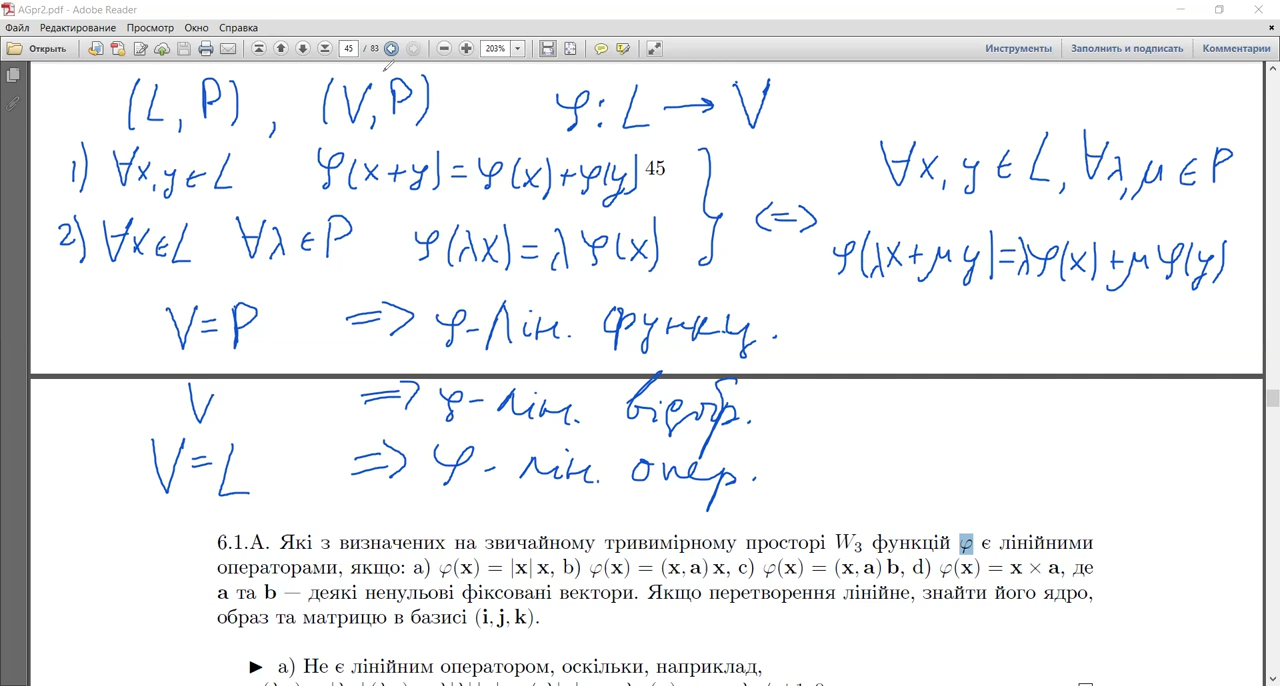 AGpr2.pdf - Adobe Reader
Файл Редактирование Просмотр Окно Справка
Открыть 45 / 83 203% Инструменты Заполнить и подписать Комментарии
(L, P), (V, P) φ: L → V
1) ∀x, y ∈ L φ(x+y) = φ(x)+φ(y) 45
2) ∀x ∈ L ∀λ ∈ P φ(λx) = λφ(x)
<=> ∀x, y ∈ L, ∀λ, μ ∈ P
φ(λx+μy) = λφ(x)+μφ(y)
V = P => φ - лін. функц.
V => φ - лін. відобр.
V = L => φ - лін. опер.
6.1.А. Які з визначених на звичайному тривимірному просторі W₃ функцій φ є лінійними
операторами, якщо: a) φ(x) = |x| x, b) φ(x) = (x, a) x, c) φ(x) = (x, a) b, d) φ(x) = x × a, де
a та b — деякі ненульові фіксовані вектори. Якщо перетворення лінійне, знайти його ядро,
образ та матрицю в базисі (i, j, k).
► a) Не є лінійним оператором, оскільки, наприклад,